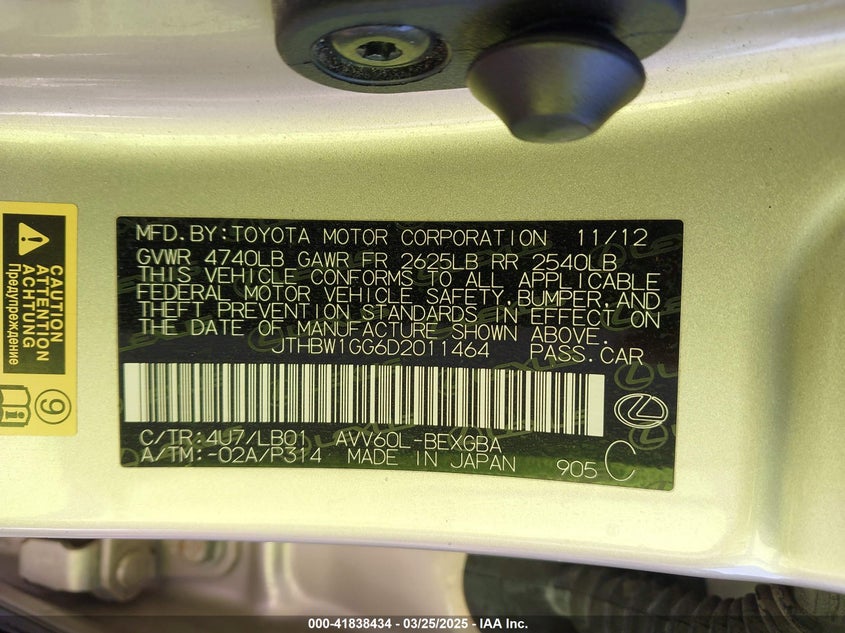 MFD.BY:TOYOTA MOTOR CORPORATION 11/12
GVWR 4740LB GAWR FR 2625LB RR 2540LB
THIS VEHICLE CONFORMS TO ALL APPLICABLE
FEDERAL MOTOR VEHICLE SAFETY,BUMPER,AND
THEFT PREVENTION STANDARDS IN EFFECT ON
THE DATE OF MANUFACTURE SHOWN ABOVE.
JTHBW1GG6D2011464 PASS.CAR
C/TR:4U7/LB01 AVV60L-BEXGBA
A/TM:-02A/P314 MADE IN JAPAN 905 C
CAUTION
ATTENTION
ACHTUNG
Предупреждение
9
000-41838434 - 03/25/2025 - IAA Inc.